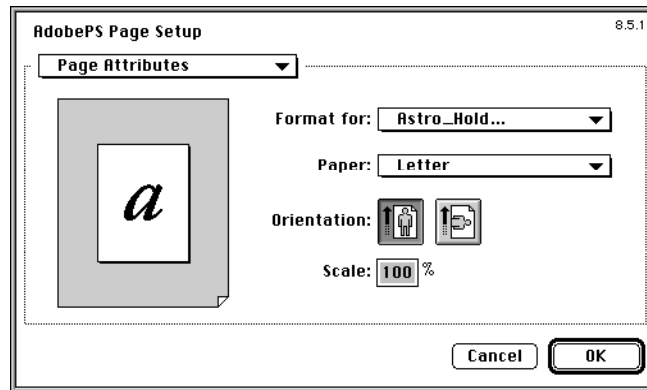 AdobePS Page Setup 8.5.1
Page Attributes
Format for: Astro_Hold...
Paper: Letter
a
Orientation:
Scale: 100 %
Cancel OK